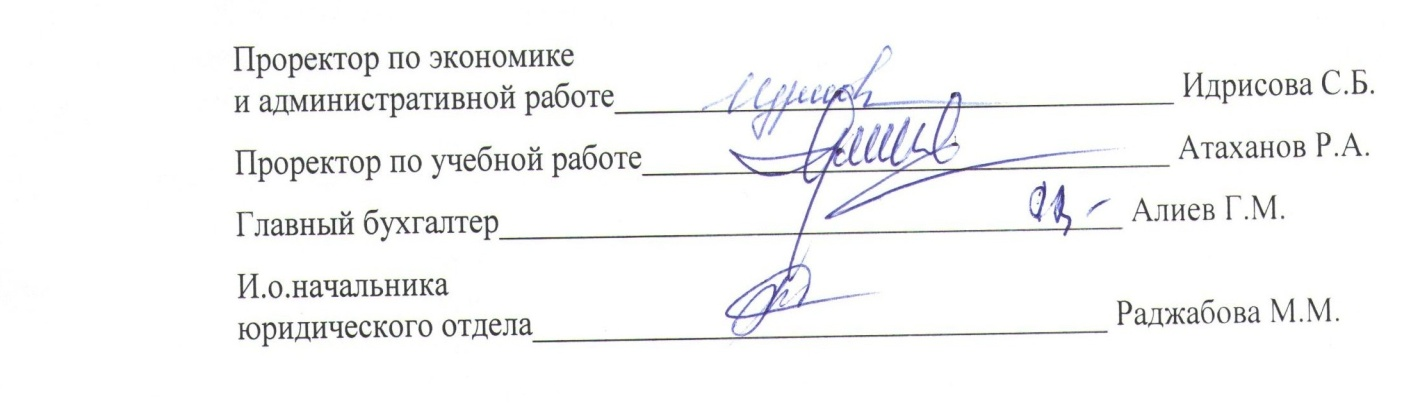 Проректор по экономике
и административной работе Идрисова С.Б.
Проректор по учебной работе Атаханов Р.А.
Главный бухгалтер Алиев Г.М.
И.о.начальника
юридического отдела Раджабова М.М.